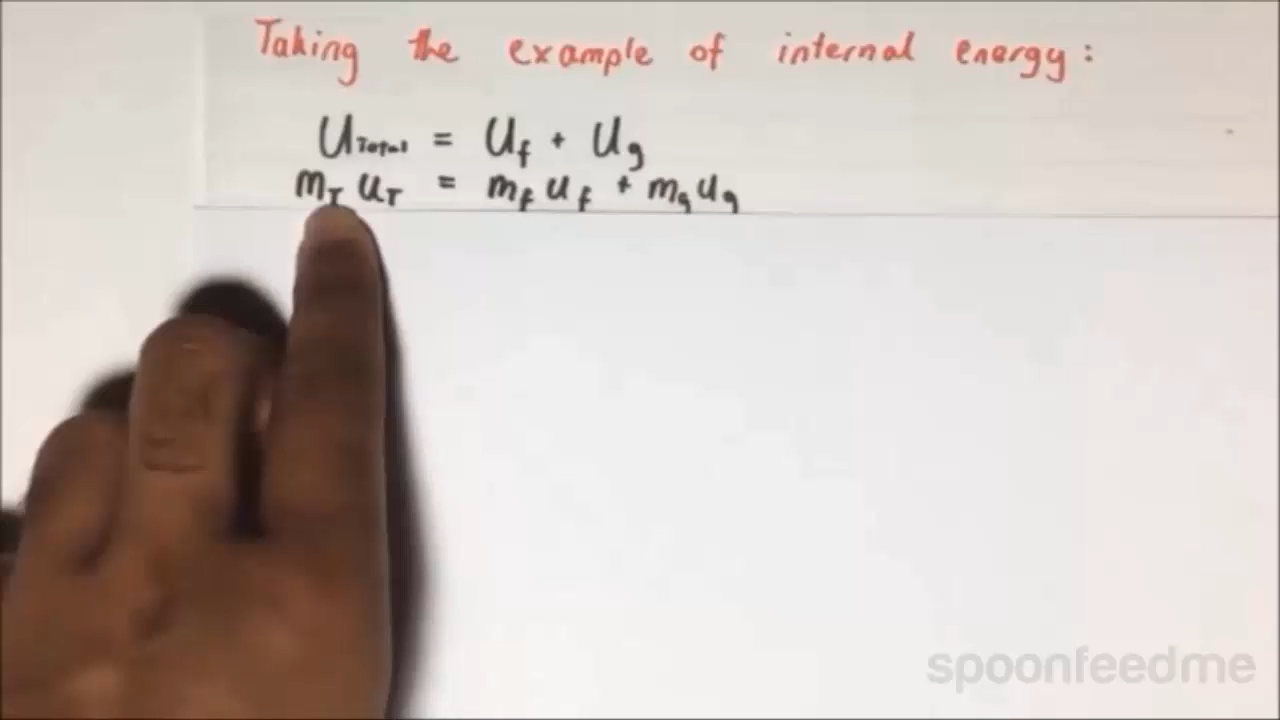 Taking the example of internal energy:
U_Total = U_f + U_g
m_T u_T = m_f u_f + m_g u_g
spoonfeedme